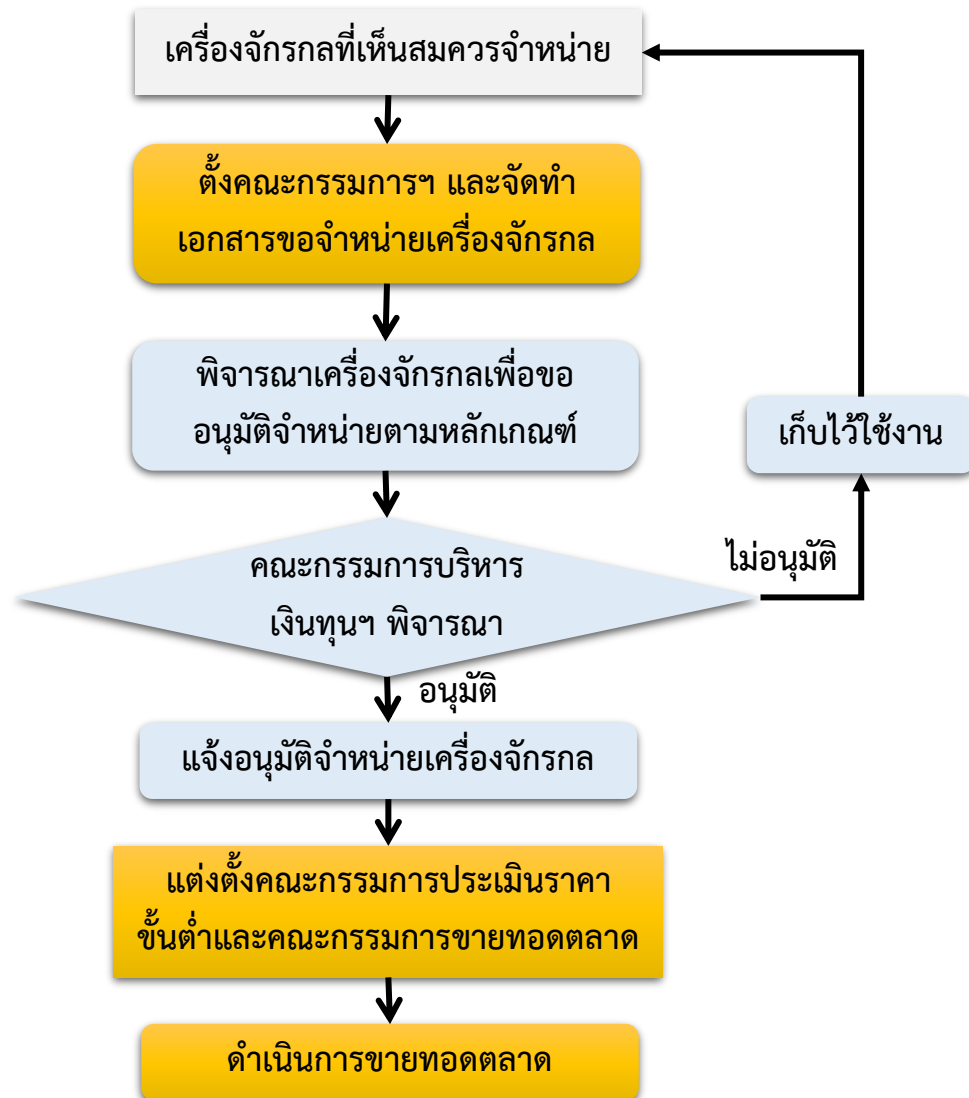 เครื่องจักรกลที่เห็นสมควรจำหน่าย
ตั้งคณะกรรมการฯ และจัดทำ
เอกสารขอจำหน่ายเครื่องจักรกล
พิจารณาเครื่องจักรกลเพื่อขอ
อนุมัติจำหน่ายตามหลักเกณฑ์
เก็บไว้ใช้งาน
คณะกรรมการบริหาร
เงินทุนฯ พิจารณา
ไม่อนุมัติ
อนุมัติ
แจ้งอนุมัติจำหน่ายเครื่องจักรกล
แต่งตั้งคณะกรรมการประเมินราคา
ขั้นต่ำและคณะกรรมการขายทอดตลาด
ดำเนินการขายทอดตลาด